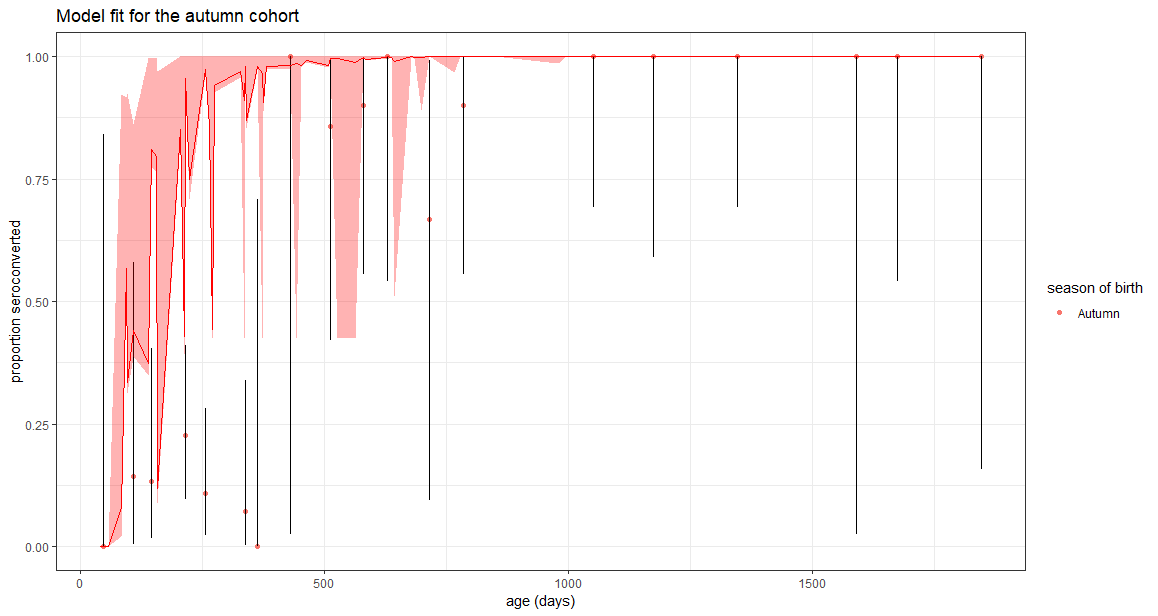 Model fit for the autumn cohort
1.00
0.75
0.50
0.25
0.00
proportion seroconverted
0
500
1000
1500
age (days)
season of birth
Autumn